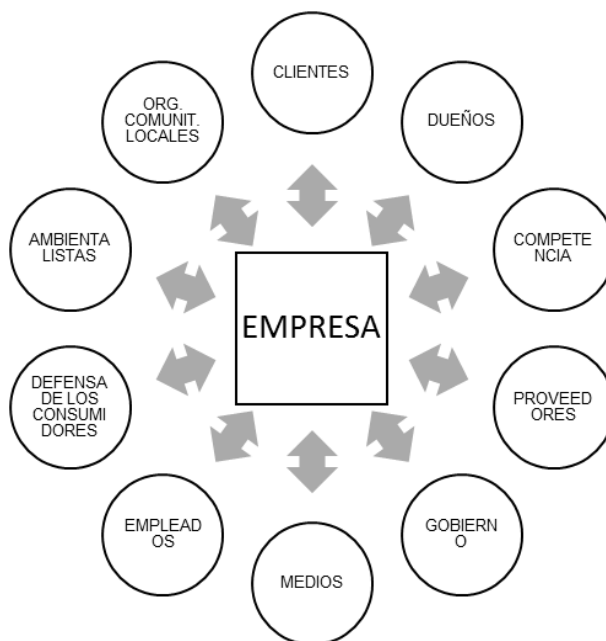 CLIENTES
DUEÑOS
COMPETE
NCIA
PROVEED
ORES
GOBIERN
O
MEDIOS
EMPLEAD
OS
DEFENSA
DE LOS
CONSUMI
DORES
AMBIENTA
LISTAS
ORG.
COMUNIT.
LOCALES
EMPRESA